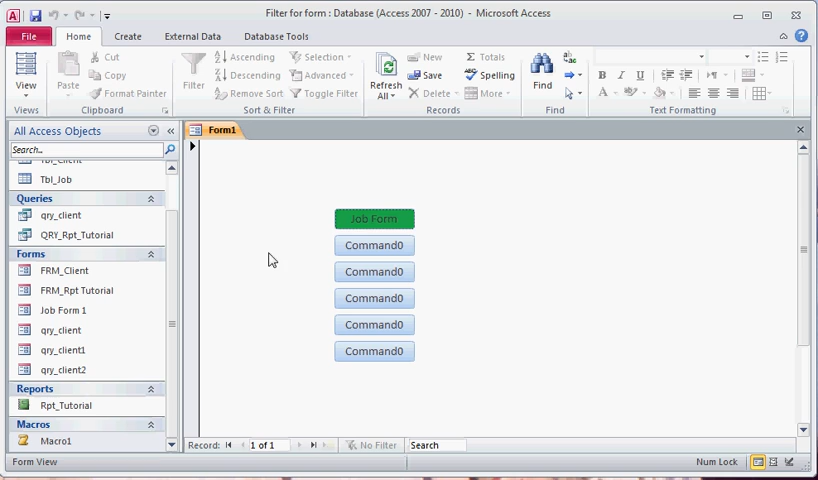 Filter for form : Database (Access 2007 - 2010) - Microsoft Access
File Home Create External Data Database Tools
View
Views
Paste
Cut
Copy
Format Painter
Clipboard
Filter
Ascending
Descending
Remove Sort
Selection
Advanced
Toggle Filter
Sort & Filter
Refresh All
New
Save
Delete
Totals
Spelling
More
Records
Find
Find
B I U
A
Text Formatting
All Access Objects
Search...
Tbl_Client
Tbl_Job
Queries
qry_client
QRY_Rpt_Tutorial
Forms
FRM_Client
FRM_Rpt Tutorial
Job Form 1
qry_client
qry_client1
qry_client2
Reports
Rpt_Tutorial
Macros
Macro1
Form1
Job Form
Command0
Command0
Command0
Command0
Command0
Record: 1 of 1 No Filter Search
Form View
Num Lock